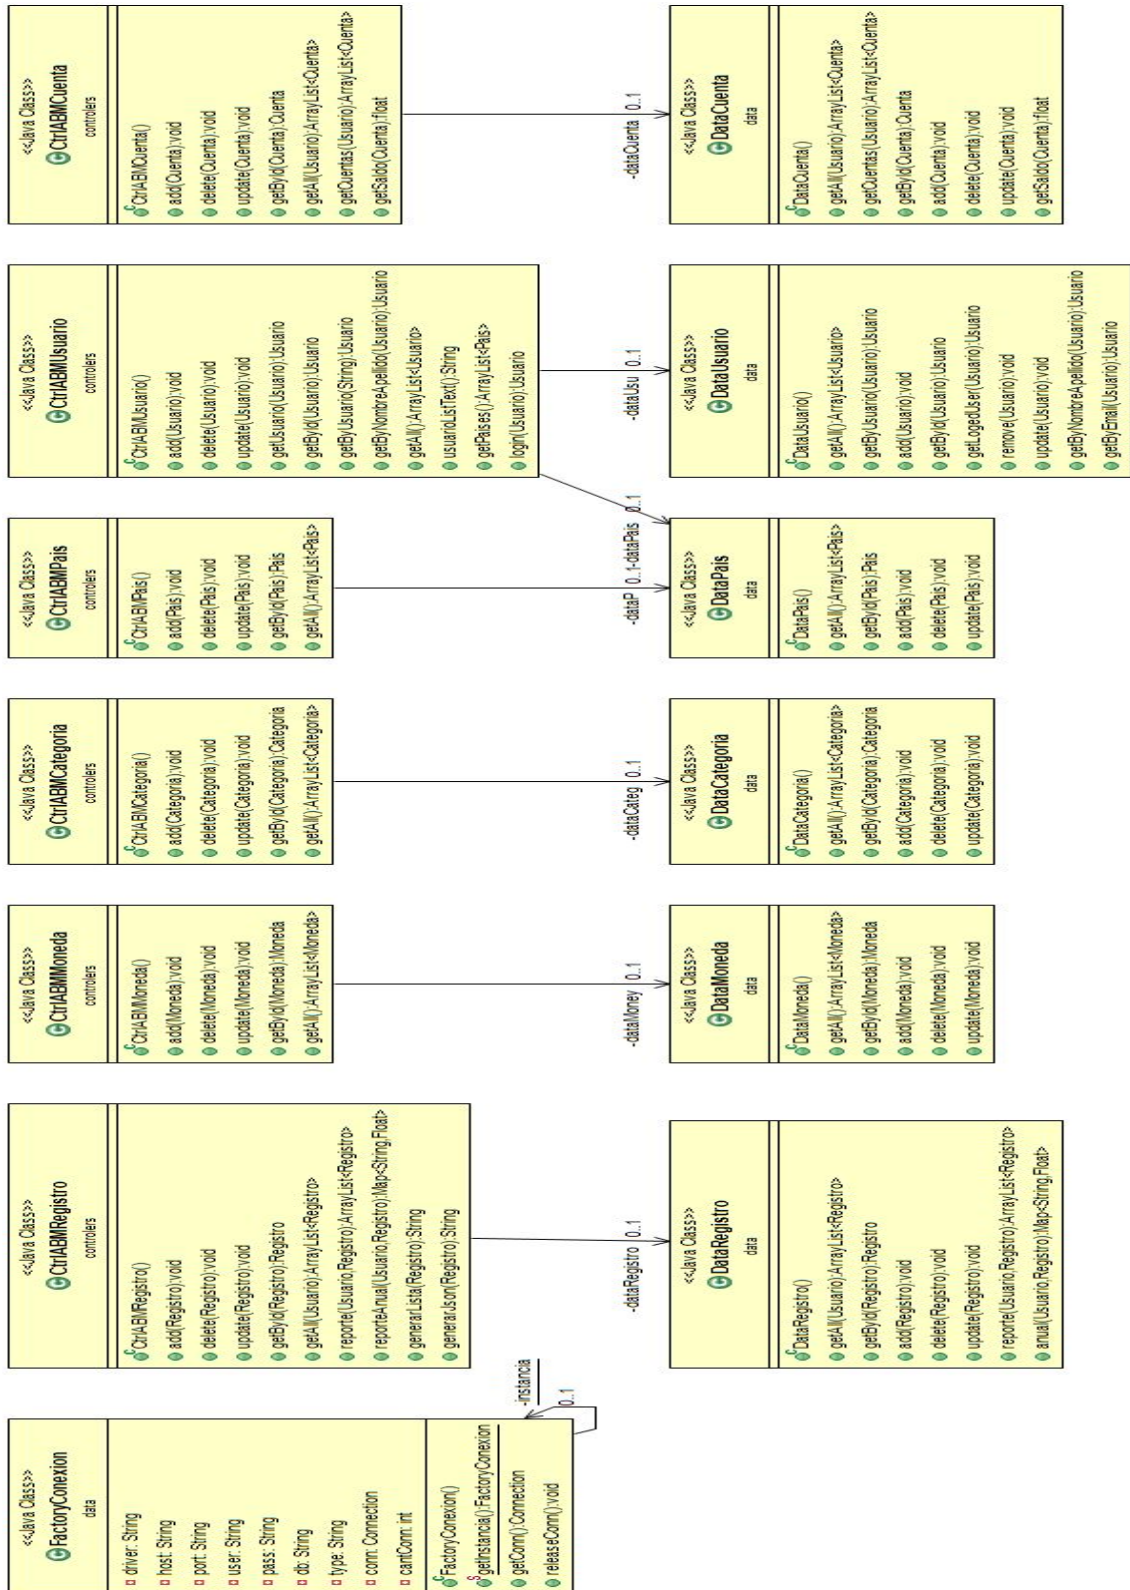 <<Java Class>>
FactoryConexion
data
driver: String
host: String
port: String
user: String
pass: String
db: String
type: String
conn: Connection
cantConn: int
FactoryConexion()
getInstancia():FactoryConexion
getConn():Connection
releaseConn():void
-instancia
0..1
<<Java Class>>
CtrlABMRegistro
controlers
CtrlABMRegistro()
add(Registro):void
delete(Registro):void
update(Registro):void
getById(Registro):Registro
getAll(Usuario):ArrayList<Registro>
reporte(Usuario,Registro):ArrayList<Registro>
reporteAnual(Usuario,Registro):Map<String,Float>
generarLista(Registro):String
generarJson(Registro):String
<<Java Class>>
CtrlABMMoneda
controlers
CtrlABMMoneda()
add(Moneda):void
delete(Moneda):void
update(Moneda):void
getById(Moneda):Moneda
getAll():ArrayList<Moneda>
<<Java Class>>
CtrlABMCategoria
controlers
CtrlABMCategoria()
add(Categoria):void
delete(Categoria):void
update(Categoria):void
getById(Categoria):Categoria
getAll():ArrayList<Categoria>
<<Java Class>>
CtrlABMPais
controlers
CtrlABMPais()
add(Pais):void
delete(Pais):void
update(Pais):void
getById(Pais):Pais
getAll():ArrayList<Pais>
<<Java Class>>
CtrlABMUsuario
controlers
CtrlABMUsuario()
add(Usuario):void
delete(Usuario):void
update(Usuario):void
getUsuario(Usuario):Usuario
getById(Usuario):Usuario
getByUsuario(String):Usuario
getByNombreApellido(Usuario):Usuario
getAll():ArrayList<Usuario>
usuarioListText():String
getPaises():ArrayList<Pais>
login(Usuario):Usuario
<<Java Class>>
CtrlABMCuenta
controlers
CtrlABMCuenta()
add(Cuenta):void
delete(Cuenta):void
update(Cuenta):void
getById(Cuenta):Cuenta
getAll(Usuario):ArrayList<Cuenta>
getCuentas(Usuario):ArrayList<Cuenta>
getSaldo(Cuenta):float
-dataRegistro 0..1
-dataMoney 0..1
-dataCateg 0..1
-dataP 0..1
-dataPais 0..1
-dataUsu 0..1
-dataCuenta 0..1
<<Java Class>>
DataRegistro
data
DataRegistro()
getAll(Usuario):ArrayList<Registro>
getById(Registro):Registro
add(Registro):void
delete(Registro):void
update(Registro):void
reporte(Usuario,Registro):ArrayList<Registro>
anual(Usuario,Registro):Map<String,Float>
<<Java Class>>
DataMoneda
data
DataMoneda()
getAll():ArrayList<Moneda>
getById(Moneda):Moneda
add(Moneda):void
delete(Moneda):void
update(Moneda):void
<<Java Class>>
DataCategoria
data
DataCategoria()
getAll():ArrayList<Categoria>
getById(Categoria):Categoria
add(Categoria):void
delete(Categoria):void
update(Categoria):void
<<Java Class>>
DataPais
data
DataPais()
getAll():ArrayList<Pais>
getById(Pais):Pais
add(Pais):void
delete(Pais):void
update(Pais):void
<<Java Class>>
DataUsuario
data
DataUsuario()
getAll():ArrayList<Usuario>
getByUsuario(Usuario):Usuario
add(Usuario):void
getById(Usuario):Usuario
getLogedUser(Usuario):Usuario
remove(Usuario):void
update(Usuario):void
getByNombreApellido(Usuario):Usuario
getByEmail(Usuario):Usuario
<<Java Class>>
DataCuenta
data
DataCuenta()
getAll(Usuario):ArrayList<Cuenta>
getCuentas(Usuario):ArrayList<Cuenta>
getById(Cuenta):Cuenta
add(Cuenta):void
delete(Cuenta):void
update(Cuenta):void
getSaldo(Cuenta):float